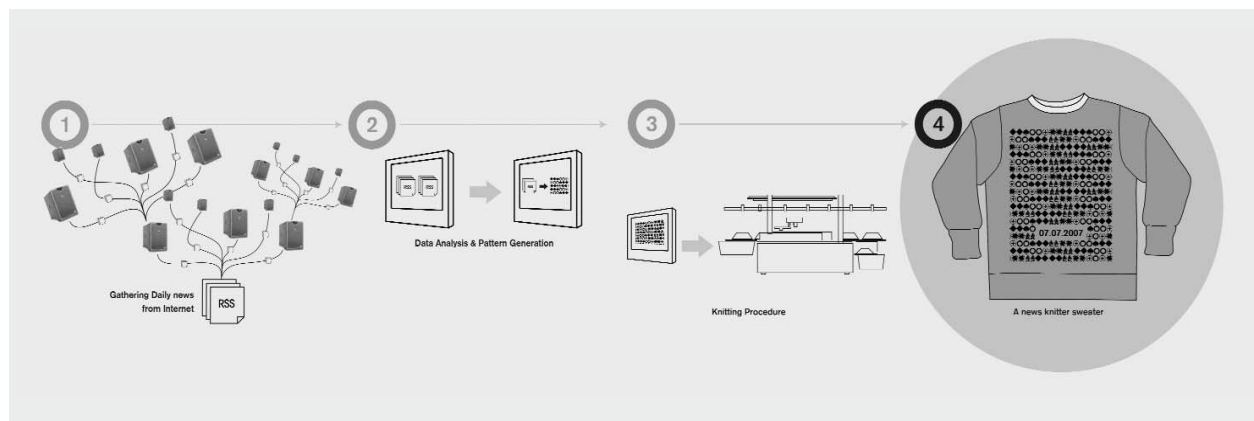 1
2
3
4
RSS
RSS
RSS
Data Analysis & Pattern Generation
07.07.2007
Gathering Daily news
from Internet
RSS
Knitting Procedure
A news knitter sweater